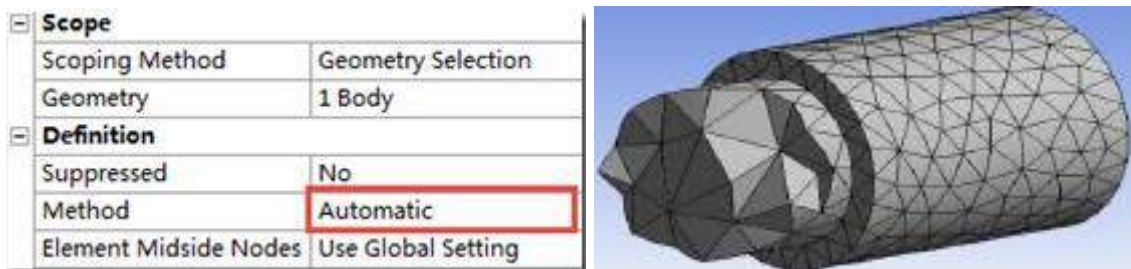 Scope
Scoping Method Geometry Selection
Geometry 1 Body
Definition
Suppressed No
Method Automatic
Element Midside Nodes Use Global Setting